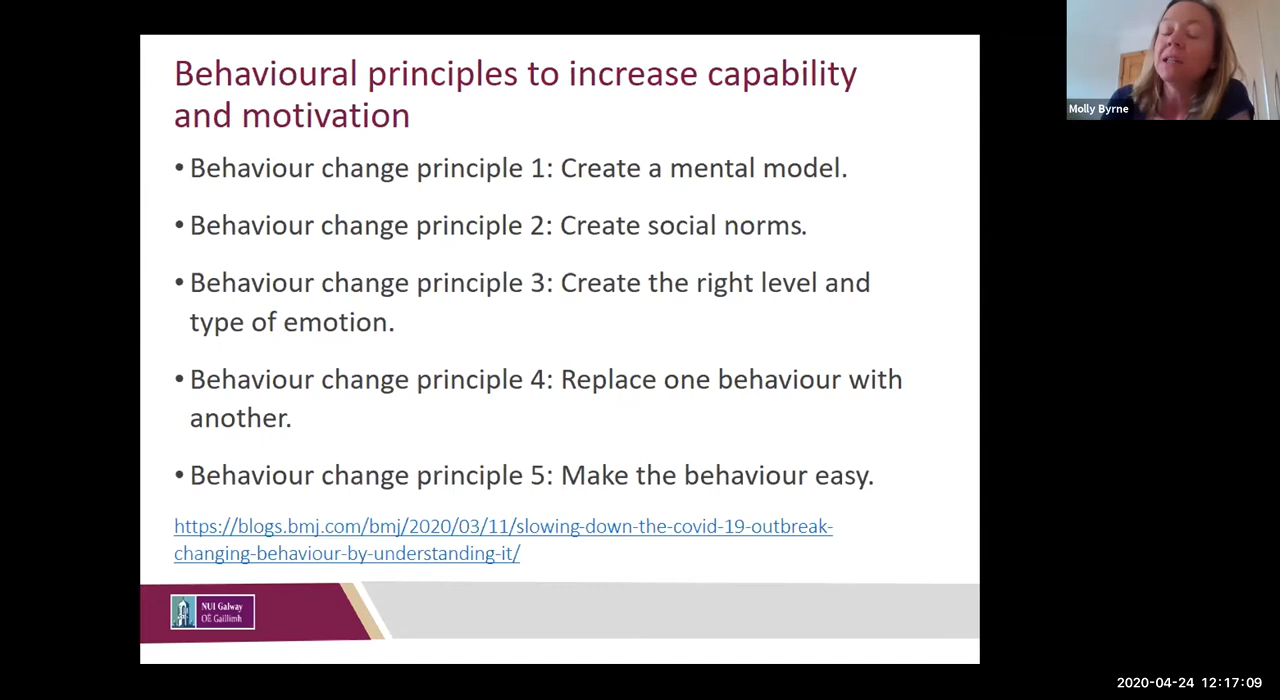 Behavioural principles to increase capability
and motivation
• Behaviour change principle 1: Create a mental model.
• Behaviour change principle 2: Create social norms.
• Behaviour change principle 3: Create the right level and
type of emotion.
• Behaviour change principle 4: Replace one behaviour with
another.
• Behaviour change principle 5: Make the behaviour easy.
https://blogs.bmj.com/bmj/2020/03/11/slowing-down-the-covid-19-outbreak-
changing-behaviour-by-understanding-it/
NUI Galway
OÉ Gaillimh
Molly Byrne
2020-04-24 12:17:09